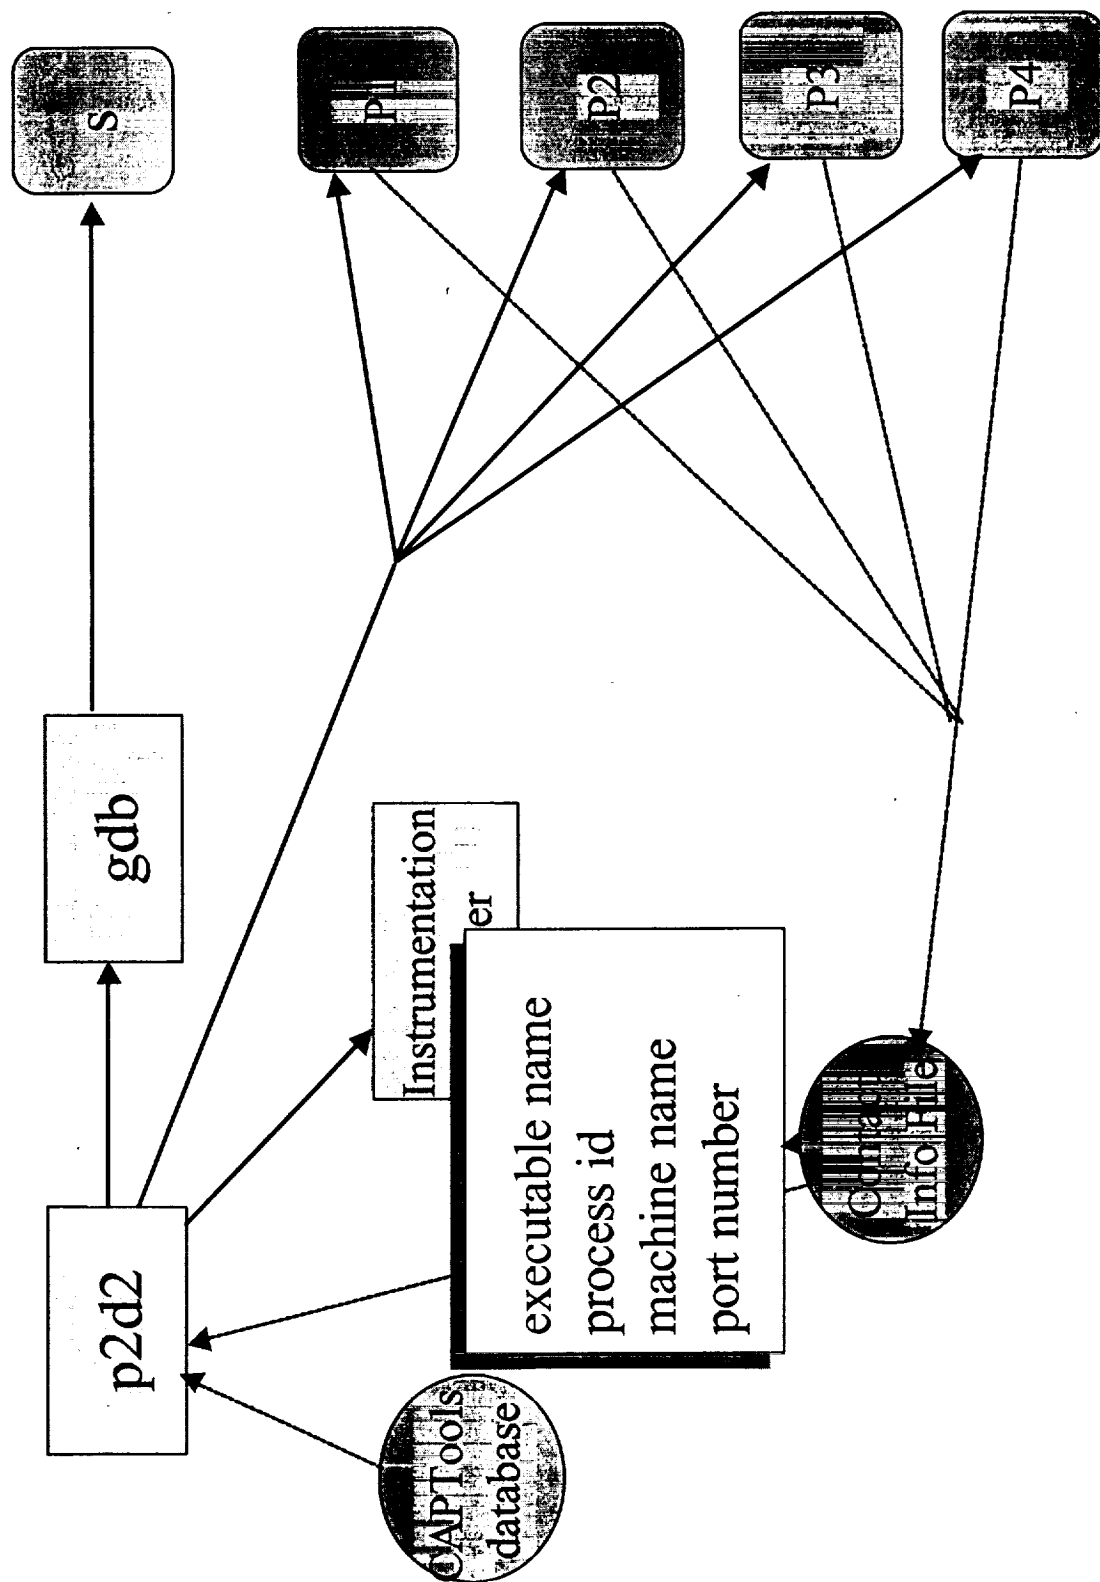 p2d2
gdb
s
CAPTools
database
Instrumentation
er
executable name
process id
machine name
port number
Info File
P1
P2
P3
P4